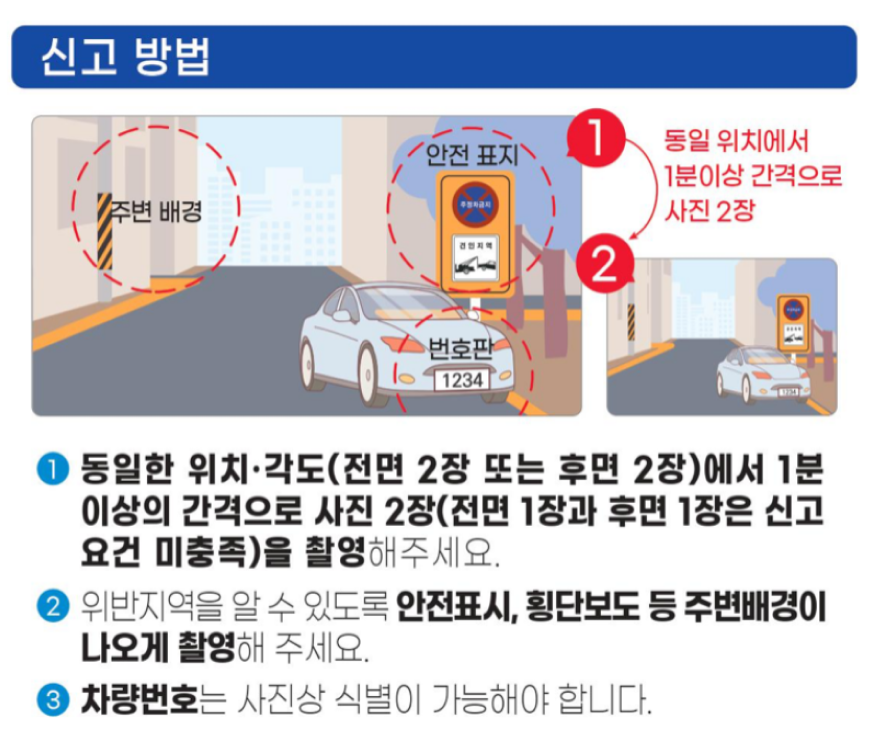 신고 방법
주변 배경
안전 표지
주정차금지
견인지역
번호판
1234
1
동일 위치에서
1분이상 간격으로
사진 2장
2
1234
1 동일한 위치·각도(전면 2장 또는 후면 2장)에서 1분
이상의 간격으로 사진 2장(전면 1장과 후면 1장은 신고
요건 미충족)을 촬영해주세요.
2 위반지역을 알 수 있도록 안전표시, 횡단보도 등 주변배경이
나오게 촬영해 주세요.
3 차량번호는 사진상 식별이 가능해야 합니다.